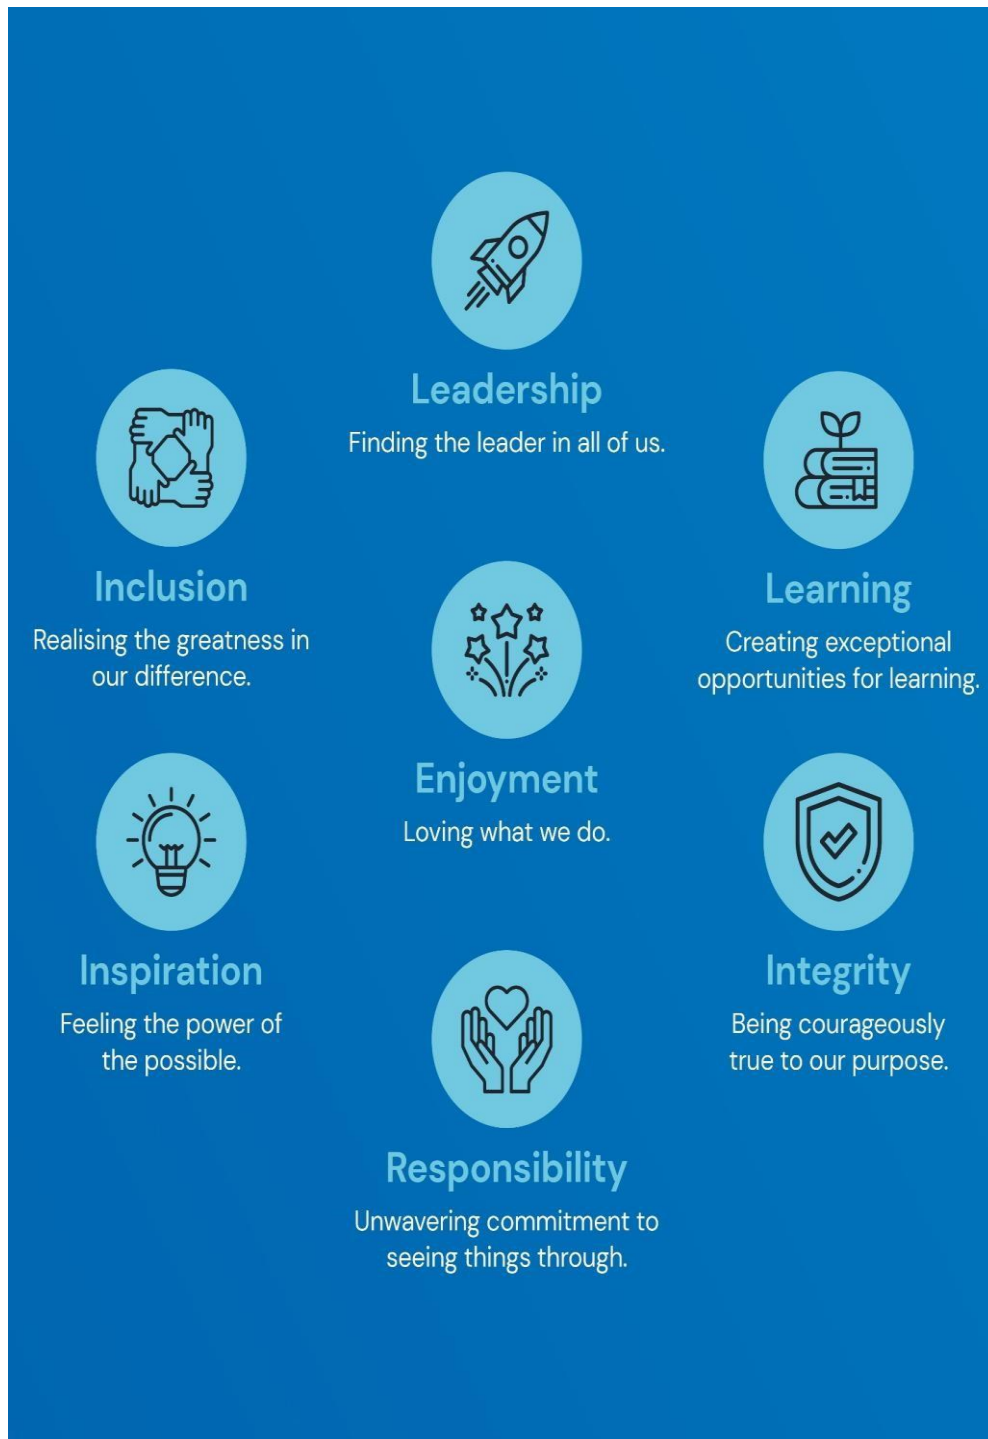 Leadership
Finding the leader in all of us.
Inclusion
Realising the greatness in
our difference.
Learning
Creating exceptional
opportunities for learning.
Enjoyment
Loving what we do.
Inspiration
Feeling the power of
the possible.
Integrity
Being courageously
true to our purpose.
Responsibility
Unwavering commitment to
seeing things through.